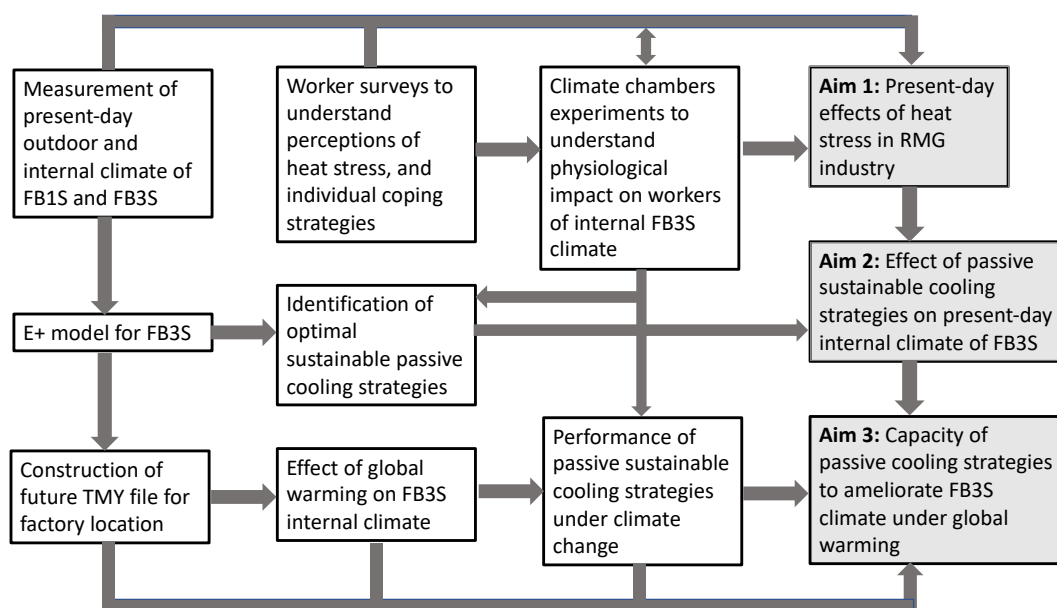 Measurement of
present-day
outdoor and
internal climate of
FB1S and FB3S
Worker surveys to
understand
perceptions of
heat stress, and
individual coping
strategies
Climate chambers
experiments to
understand
physiological
impact on workers
of internal FB3S
climate
Aim 1: Present-day
effects of heat
stress in RMG
industry
E+ model for FB3S
Identification of
optimal
sustainable passive
cooling strategies
Aim 2: Effect of passive
sustainable cooling
strategies on present-day
internal climate of FB3S
Construction of
future TMY file for
factory location
Effect of global
warming on FB3S
internal climate
Performance of
passive sustainable
cooling strategies
under climate
change
Aim 3: Capacity of
passive cooling strategies
to ameliorate FB3S
climate under global
warming